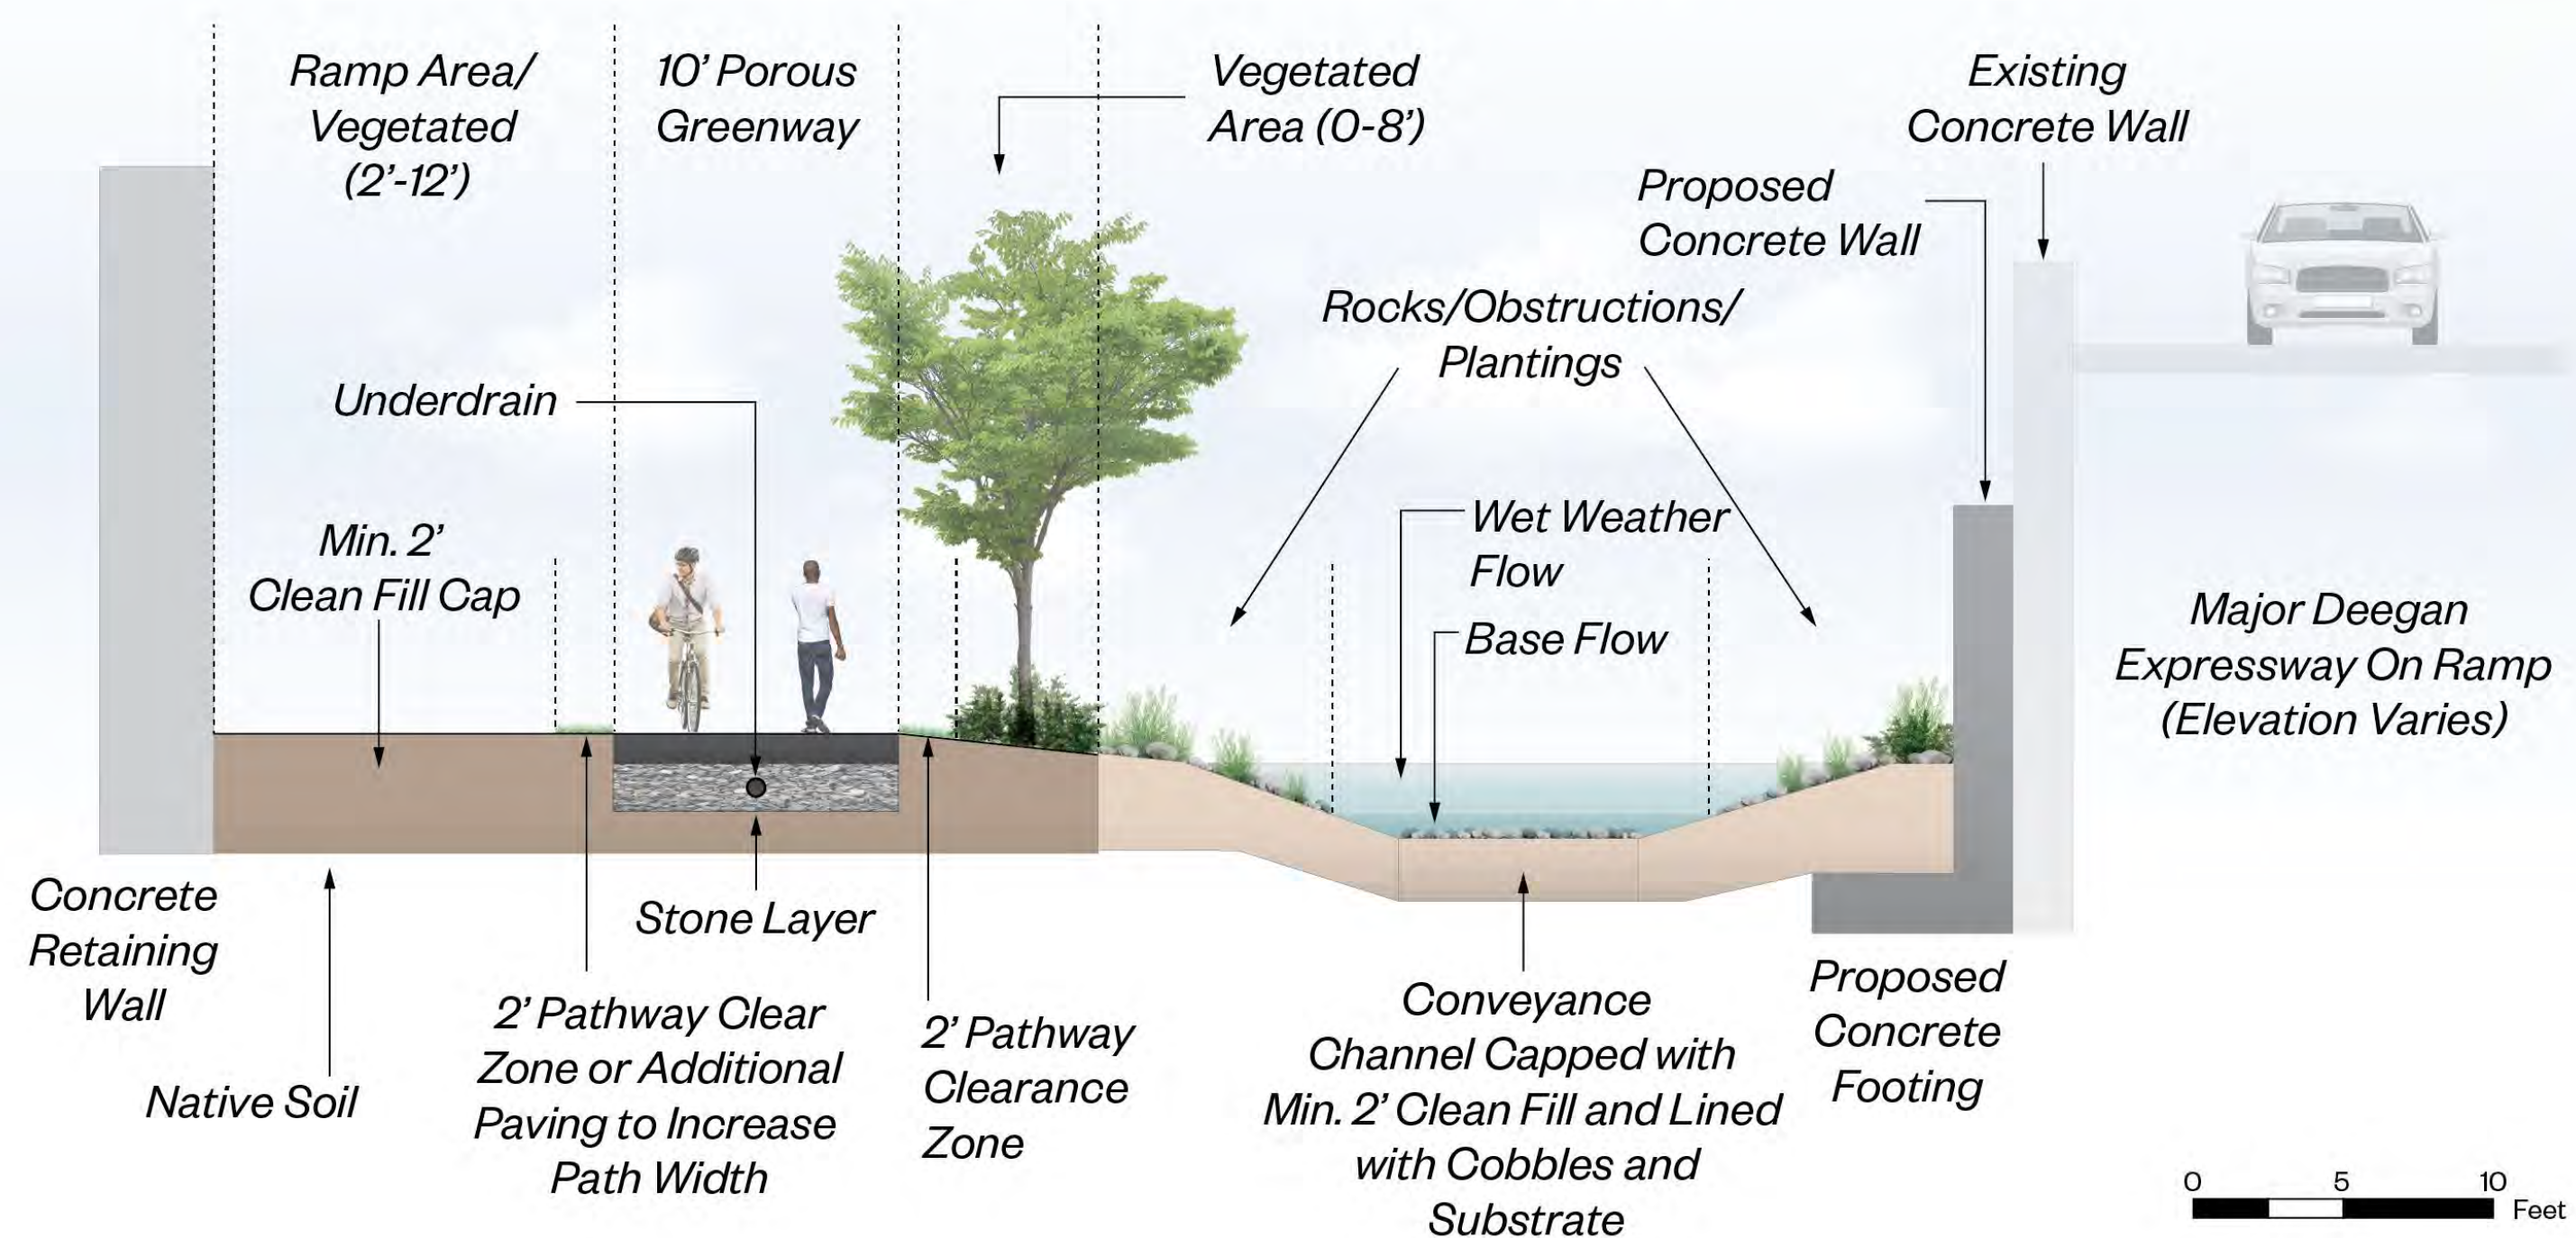 Ramp Area/
Vegetated
(2’-12’)
10’ Porous
Greenway
Vegetated
Area (0-8’)
Existing
Concrete Wall
Proposed
Concrete Wall
Rocks/Obstructions/
Plantings
Underdrain
Min. 2’
Clean Fill Cap
Wet Weather
Flow
Base Flow
Major Deegan
Expressway On Ramp
(Elevation Varies)
Concrete
Retaining
Wall
Native Soil
Stone Layer
2’ Pathway Clear
Zone or Additional
Paving to Increase
Path Width
2’ Pathway
Clearance
Zone
Conveyance
Channel Capped with
Min. 2’ Clean Fill and Lined
with Cobbles and
Substrate
Proposed
Concrete
Footing
0 5 10
Feet